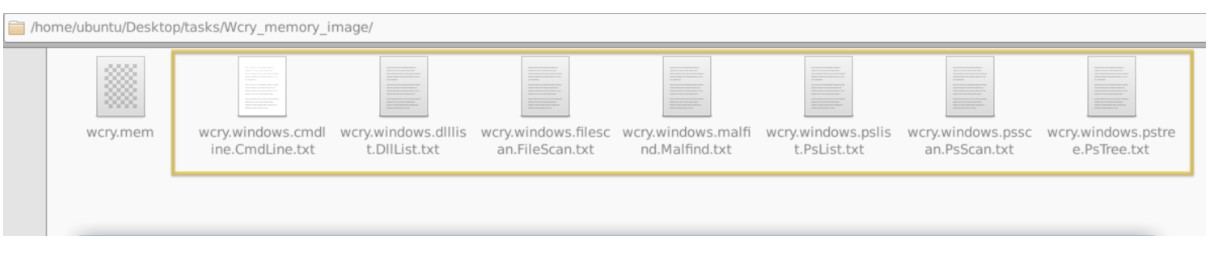 /home/ubuntu/Desktop/tasks/Wcry_memory_image/
wcry.mem
wcry.windows.cmdl
ine.CmdLine.txt
wcry.windows.dlllis
t.DllList.txt
wcry.windows.filesc
an.FileScan.txt
wcry.windows.malfi
nd.Malfind.txt
wcry.windows.pslis
t.PsList.txt
wcry.windows.pssc
an.PsScan.txt
wcry.windows.pstre
e.PsTree.txt